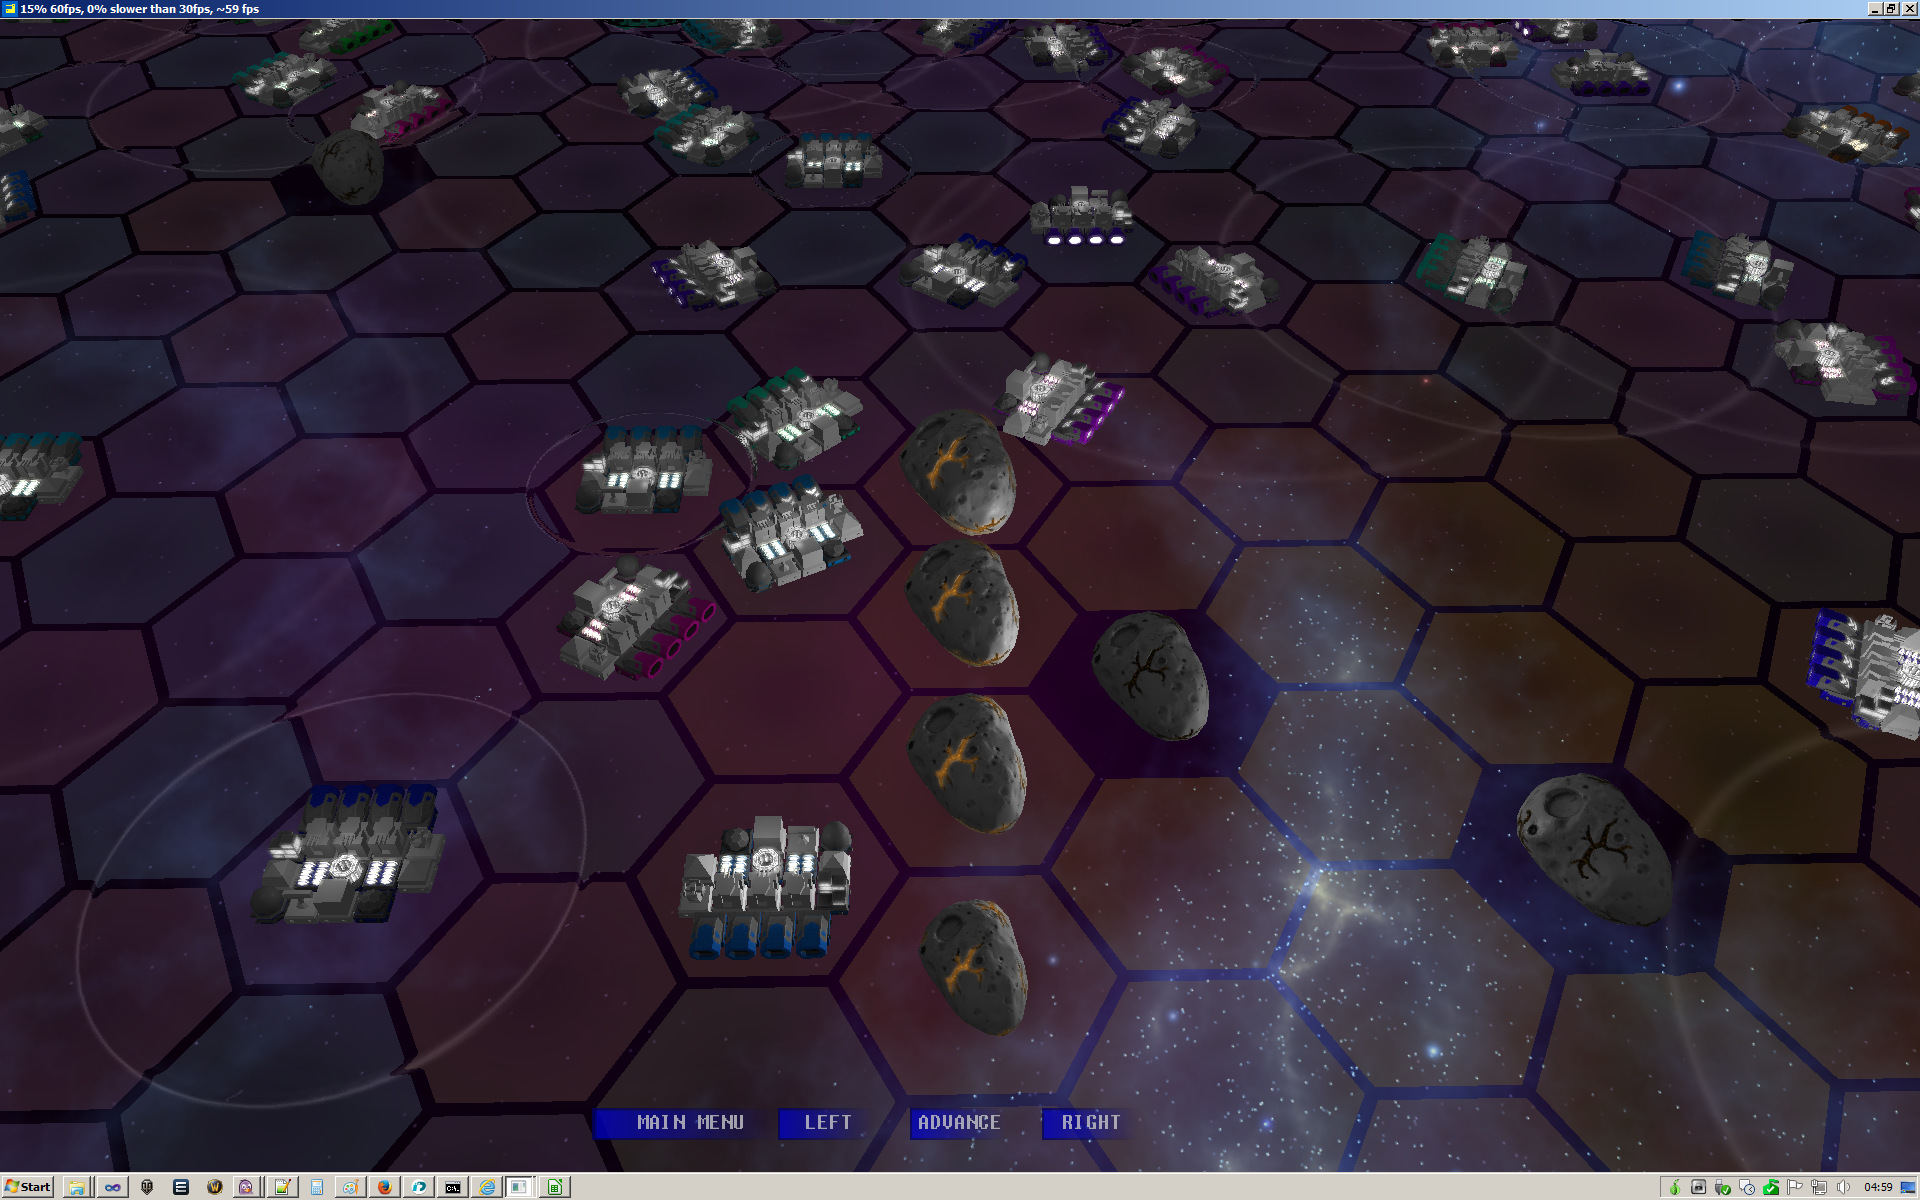 15% 60fps, 0% slower than 30fps, ~59 fps
MAIN MENU LEFT ADVANCE RIGHT
Start 04:59